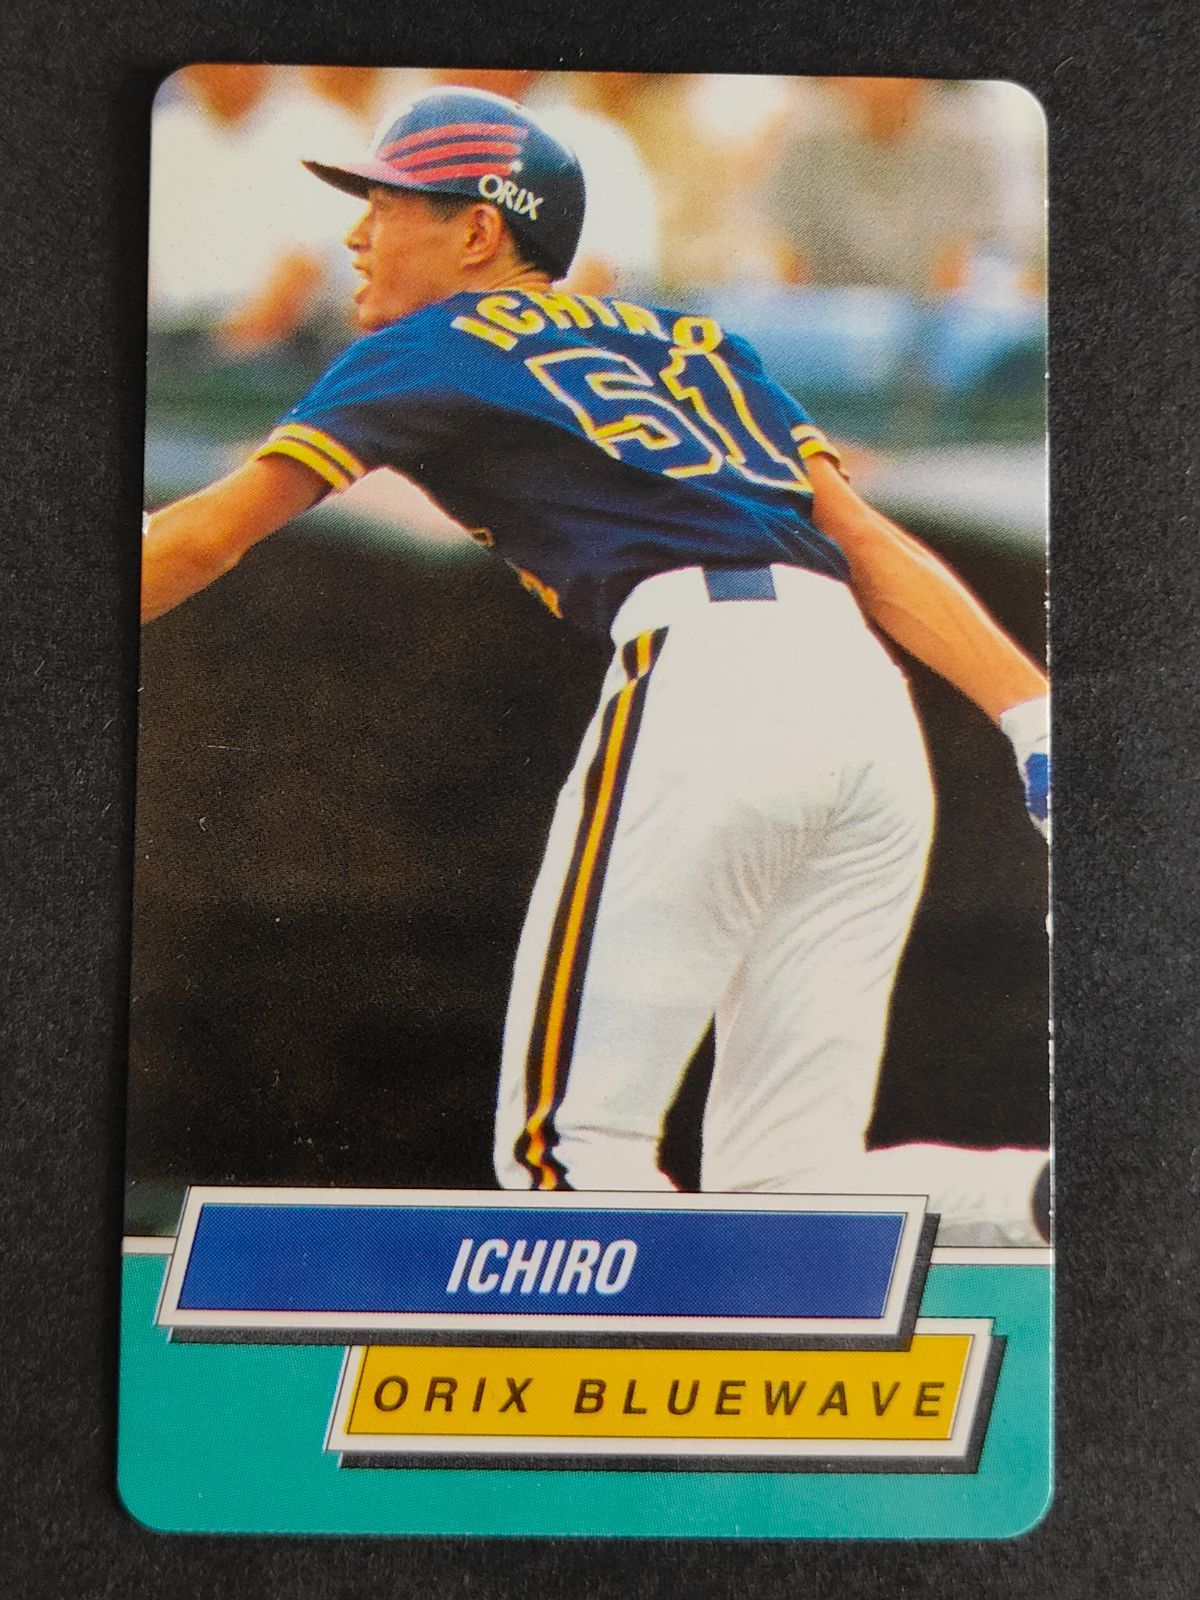 ORIX
ICHIRO
51
ICHIRO
ORIX BLUEWAVE